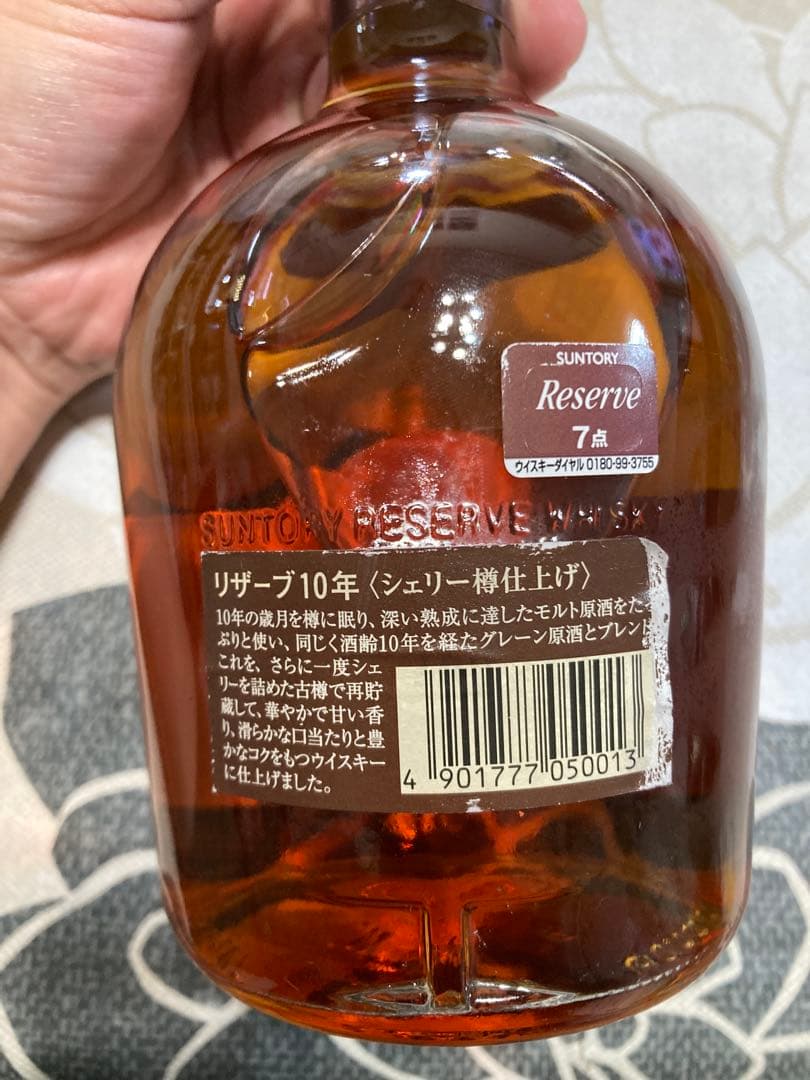 SUNTORY
Reserve
7点
ウイスキーダイヤル 0180-99-3755
SUNTORY RESERVE WHISKY
リザーブ10年〈シェリー樽仕上げ〉
10年の歳月を樽に眠り、深い熟成に達したモルト原酒をたっ
ぷりと使い、同じく酒齢10年を経たグレーン原酒とブレンド
これを、さらに一度シェ
リーを詰めた古樽で再貯
蔵して、華やかで甘い香
り、滑らかな口当たりと豊
かなコクをもつウイスキー
に仕上げました。
4 901777 050013